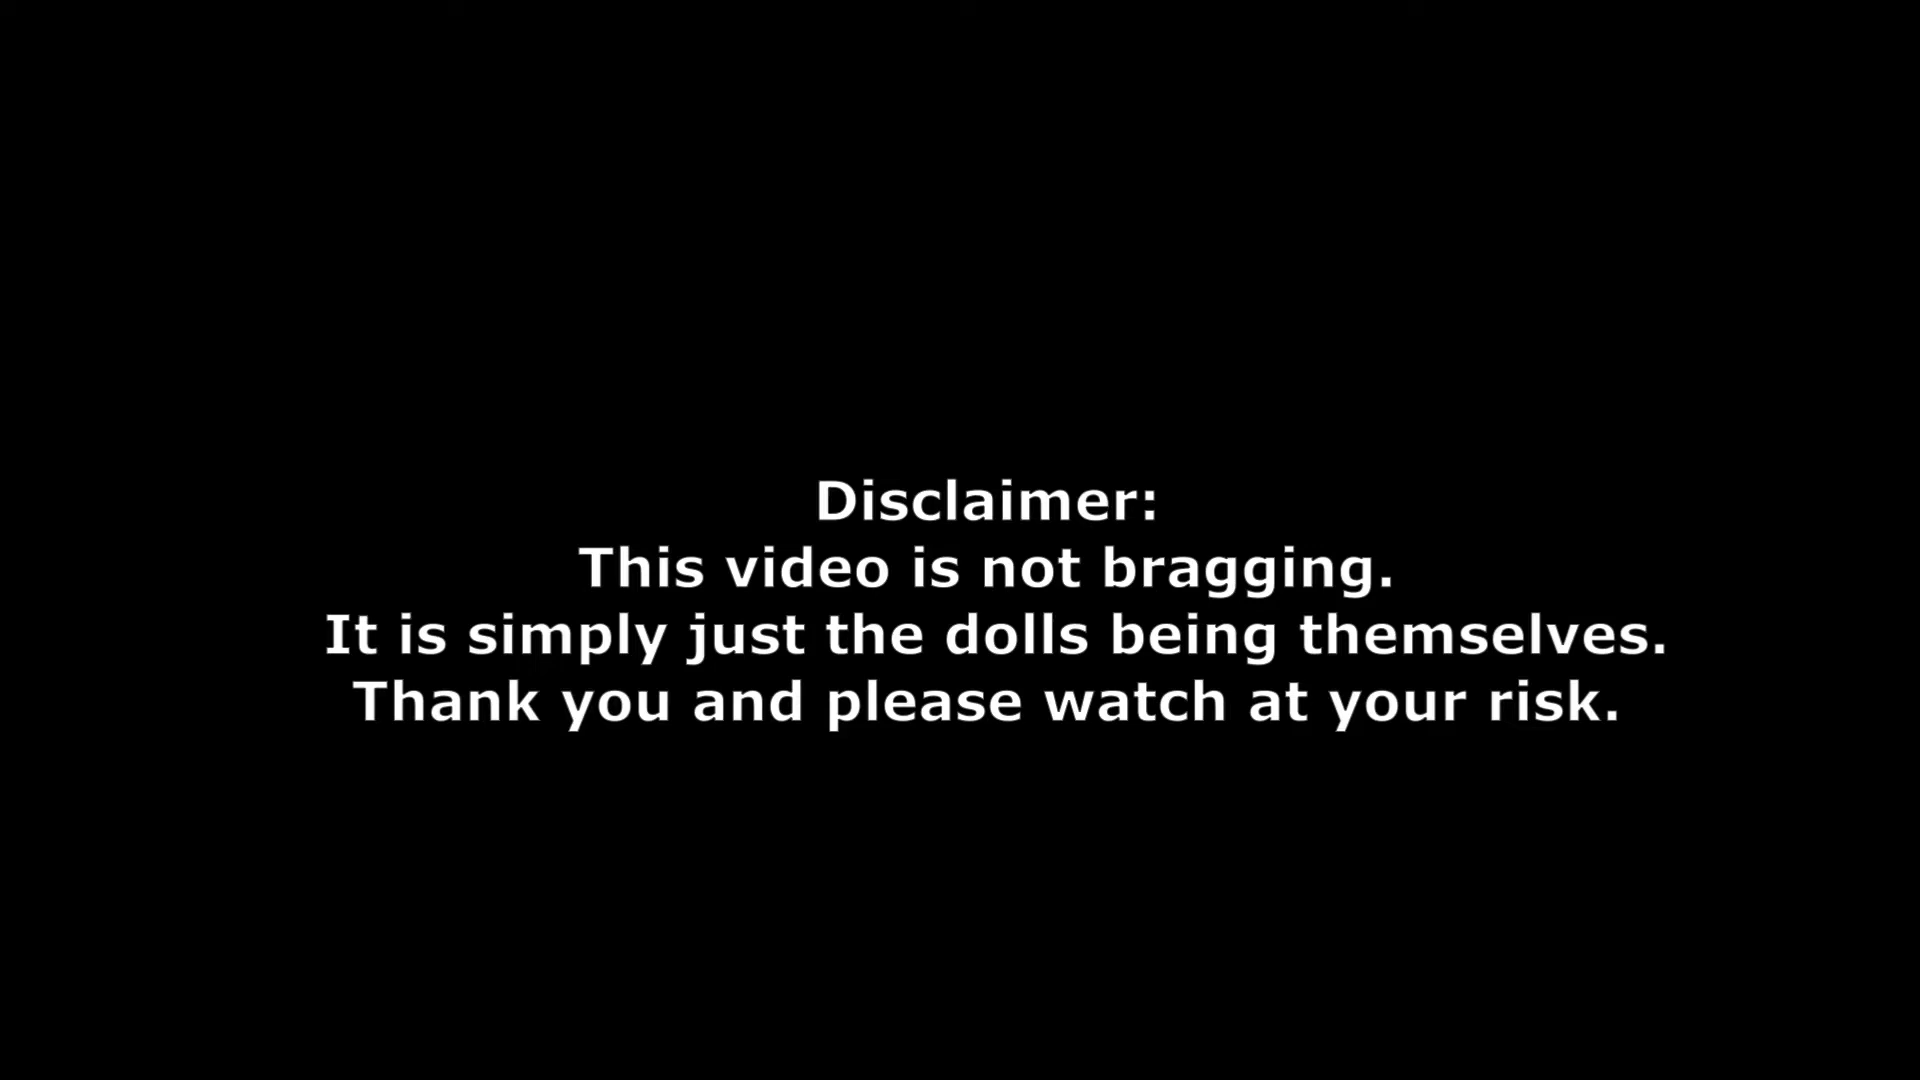 Disclaimer:
This video is not bragging.
It is simply just the dolls being themselves.
Thank you and please watch at your risk.